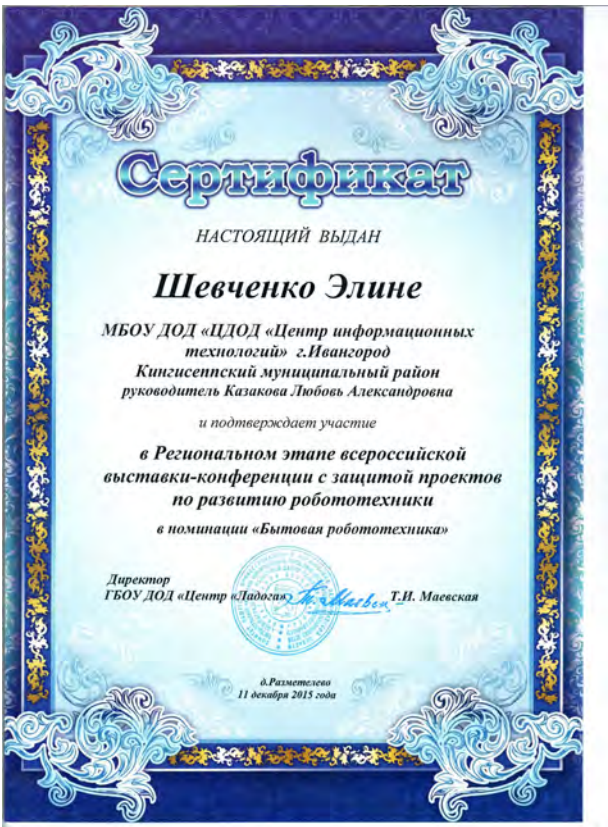 Сертификат
НАСТОЯЩИЙ ВЫДАН
Шевченко Элине
МБОУ ДОД «ЦДОД «Центр информационных
технологий» г.Ивангород
Кингисеппский муниципальный район
руководитель Казакова Любовь Александровна
и подтверждает участие
в Региональном этапе всероссийской
выставки-конференции с защитой проектов
по развитию робототехники
в номинации «Бытовая робототехника»
Директор
ГБОУ ДОД «Центр «Ладога» Т.И. Маевская
д.Разметелево
11 декабря 2015 года